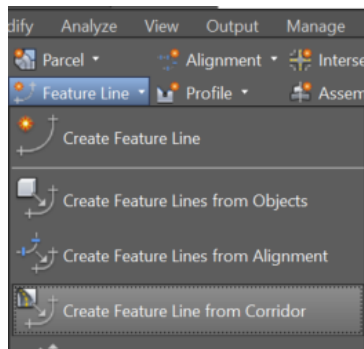 dify Analyze View Output Manage
Parcel Alignment Interse
Feature Line Profile Assem
Create Feature Line
Create Feature Lines from Objects
Create Feature Lines from Alignment
Create Feature Line from Corridor